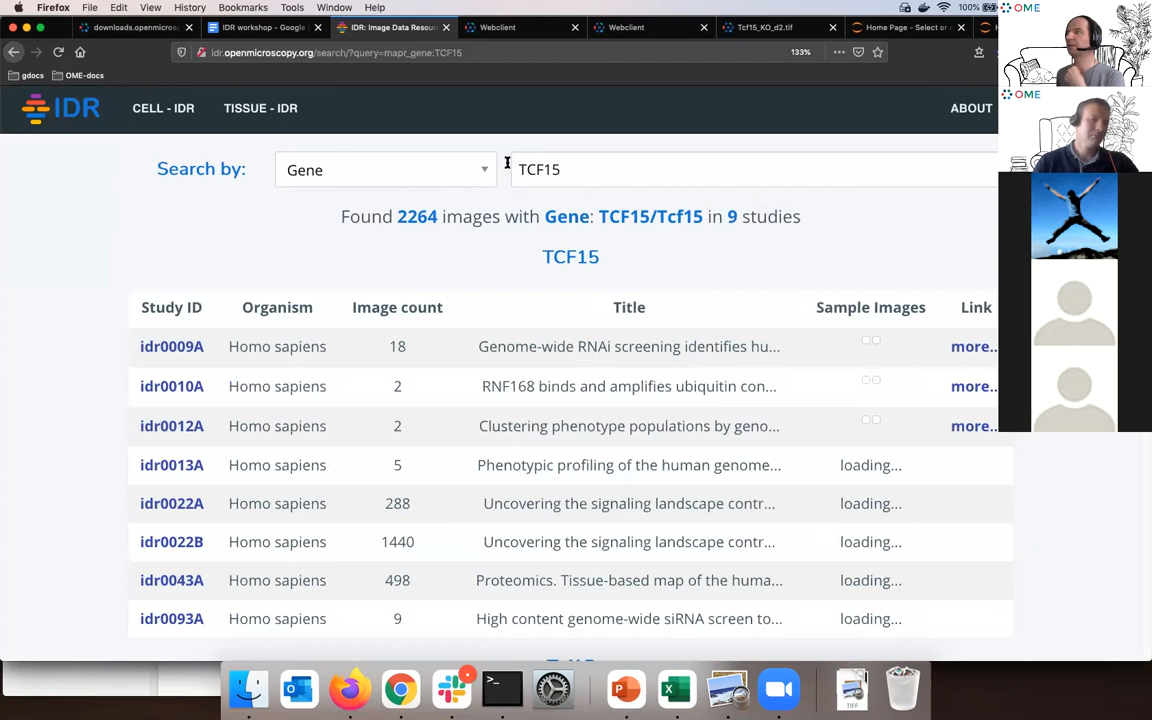 Firefox File Edit View History Bookmarks Tools Window Help 100%
downloads.openmicrosc IDR workshop - Google IDR: Image Data Resour Webclient Webclient Tcf15_KO_d2.tif Home Page - Select or
idr.openmicroscopy.org/search/?query=mapr_gene:TCF15 133%
gdocs OME-docs
OME
OME
IDR CELL - IDR TISSUE - IDR ABOUT
Search by: Gene TCF15
Found 2264 images with Gene: TCF15/Tcf15 in 9 studies
TCF15
Study ID Organism Image count Title Sample Images Link
idr0009A Homo sapiens 18 Genome-wide RNAi screening identifies hu... more..
idr0010A Homo sapiens 2 RNF168 binds and amplifies ubiquitin con... more..
idr0012A Homo sapiens 2 Clustering phenotype populations by geno... more..
idr0013A Homo sapiens 5 Phenotypic profiling of the human genome... loading...
idr0022A Homo sapiens 288 Uncovering the signaling landscape contr... loading...
idr0022B Homo sapiens 1440 Uncovering the signaling landscape contr... loading...
idr0043A Homo sapiens 498 Proteomics. Tissue-based map of the huma... loading...
idr0093A Homo sapiens 9 High content genome-wide siRNA screen to... loading...
TIFF